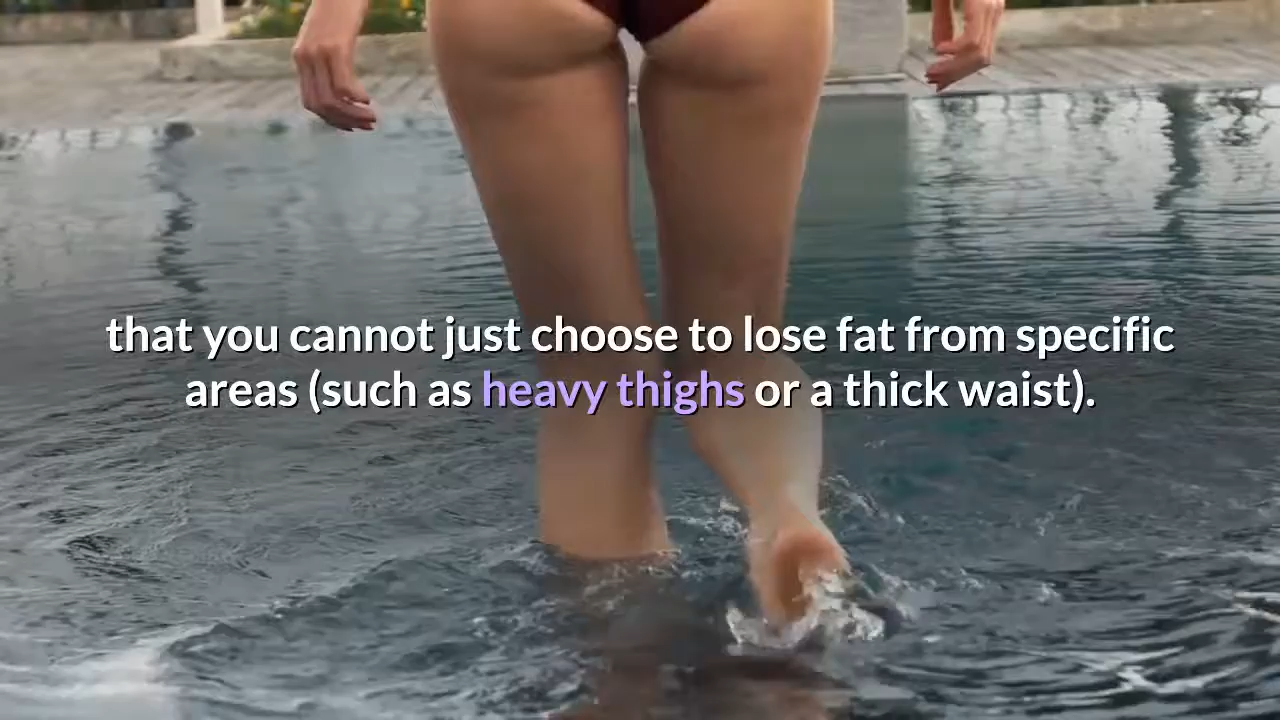 that you cannot just choose to lose fat from specific
areas (such as heavy thighs or a thick waist).